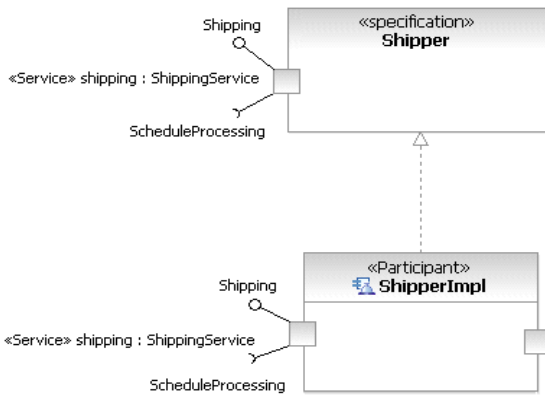 Shipping
«specification»
Shipper
«Service» shipping : ShippingService
ScheduleProcessing
«Participant»
ShipperImpl
Shipping
«Service» shipping : ShippingService
ScheduleProcessing